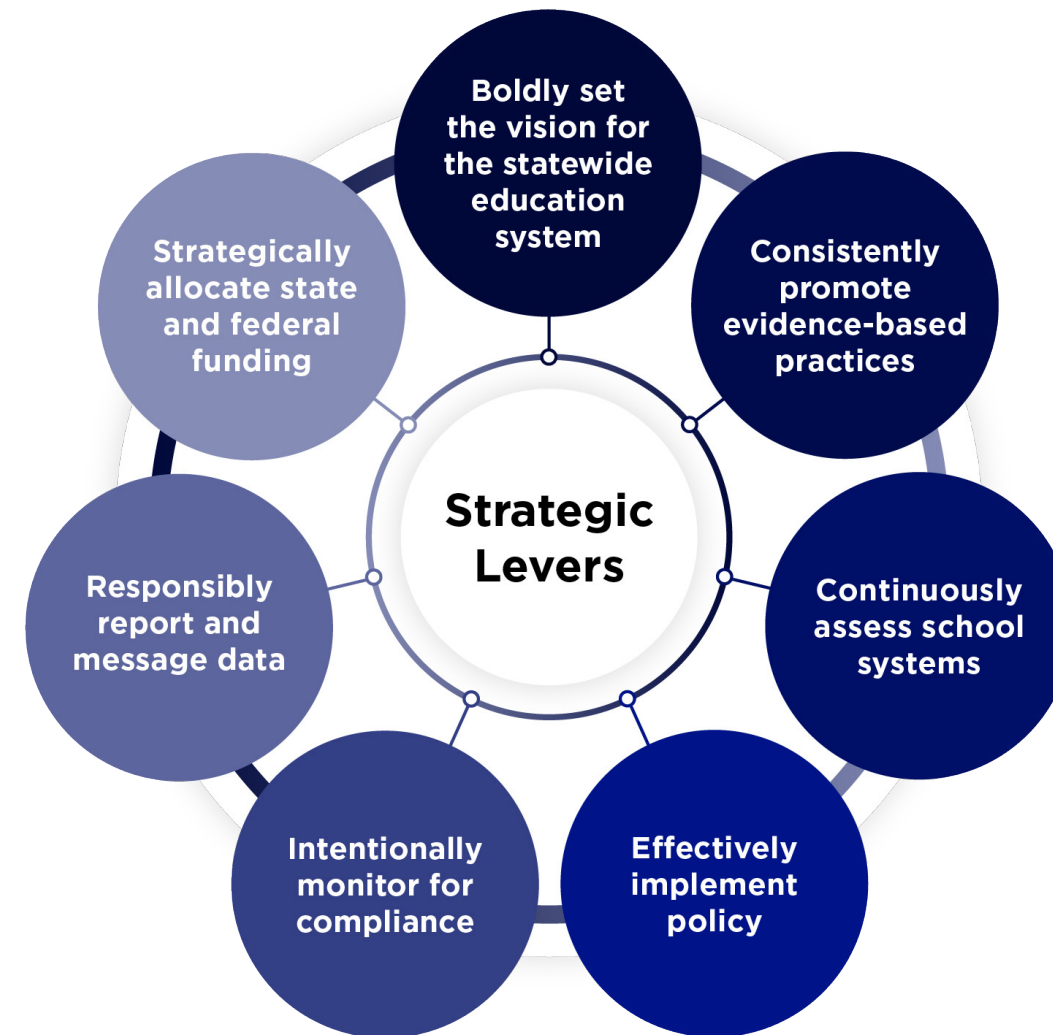 Boldly set
the vision for
the statewide
education
system
Consistently
promote
evidence-based
practices
Continuously
assess school
systems
Effectively
implement
policy
Intentionally
monitor for
compliance
Responsibly
report and
message data
Strategically
allocate state
and federal
funding
Strategic
Levers